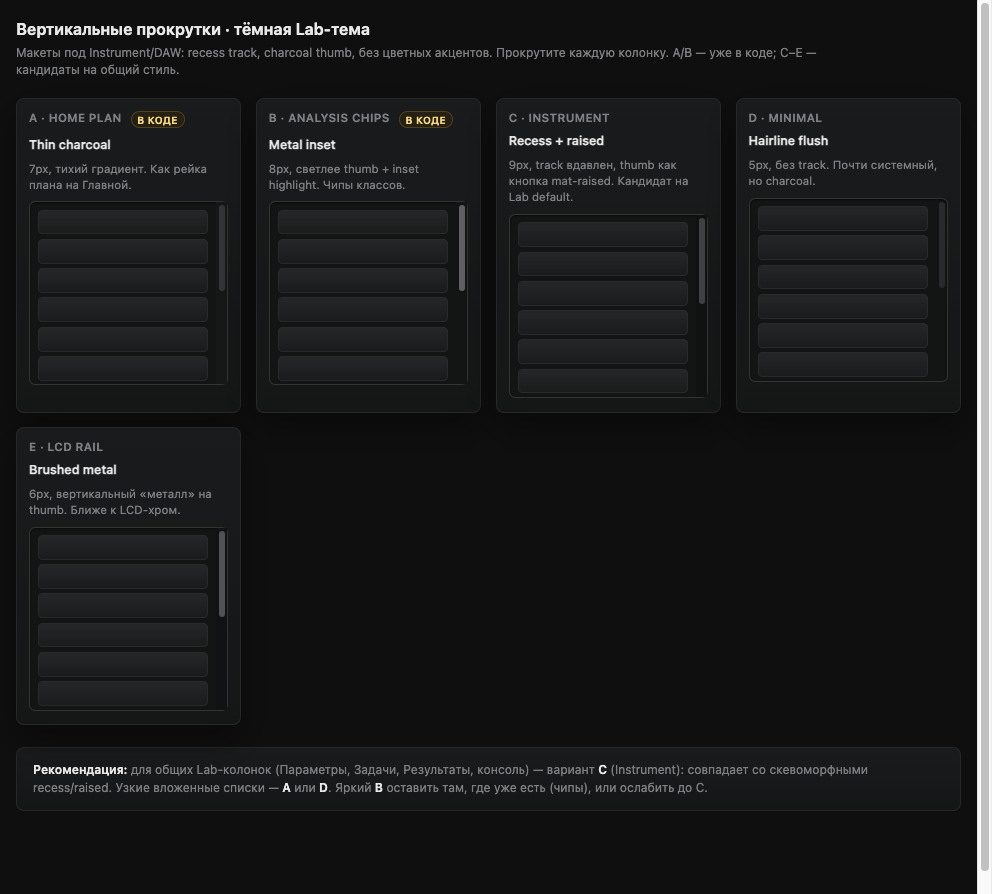 Вертикальные прокрутки · тёмная Lab-тема
Макеты под Instrument/DAW: recess track, charcoal thumb, без цветных акцентов. Прокрутите каждую колонку. A/B — уже в коде; C–E —
кандидаты на общий стиль.
A · HOME PLAN В КОДЕ
Thin charcoal
7px, тихий градиент. Как рейка
плана на Главной.
B · ANALYSIS CHIPS В КОДЕ
Metal inset
8px, светлее thumb + inset
highlight. Чипы классов.
C · INSTRUMENT
Recess + raised
9px, track вдавлен, thumb как
кнопка mat-raised. Кандидат на
Lab default.
D · MINIMAL
Hairline flush
5px, без track. Почти системный,
но charcoal.
E · LCD RAIL
Brushed metal
6px, вертикальный «металл» на
thumb. Ближе к LCD-хром.
Рекомендация: для общих Lab-колонок (Параметры, Задачи, Результаты, консоль) — вариант C (Instrument): совпадает со скевоморфными
recess/raised. Узкие вложенные списки — A или D. Яркий B оставить там, где уже есть (чипы), или ослабить до C.